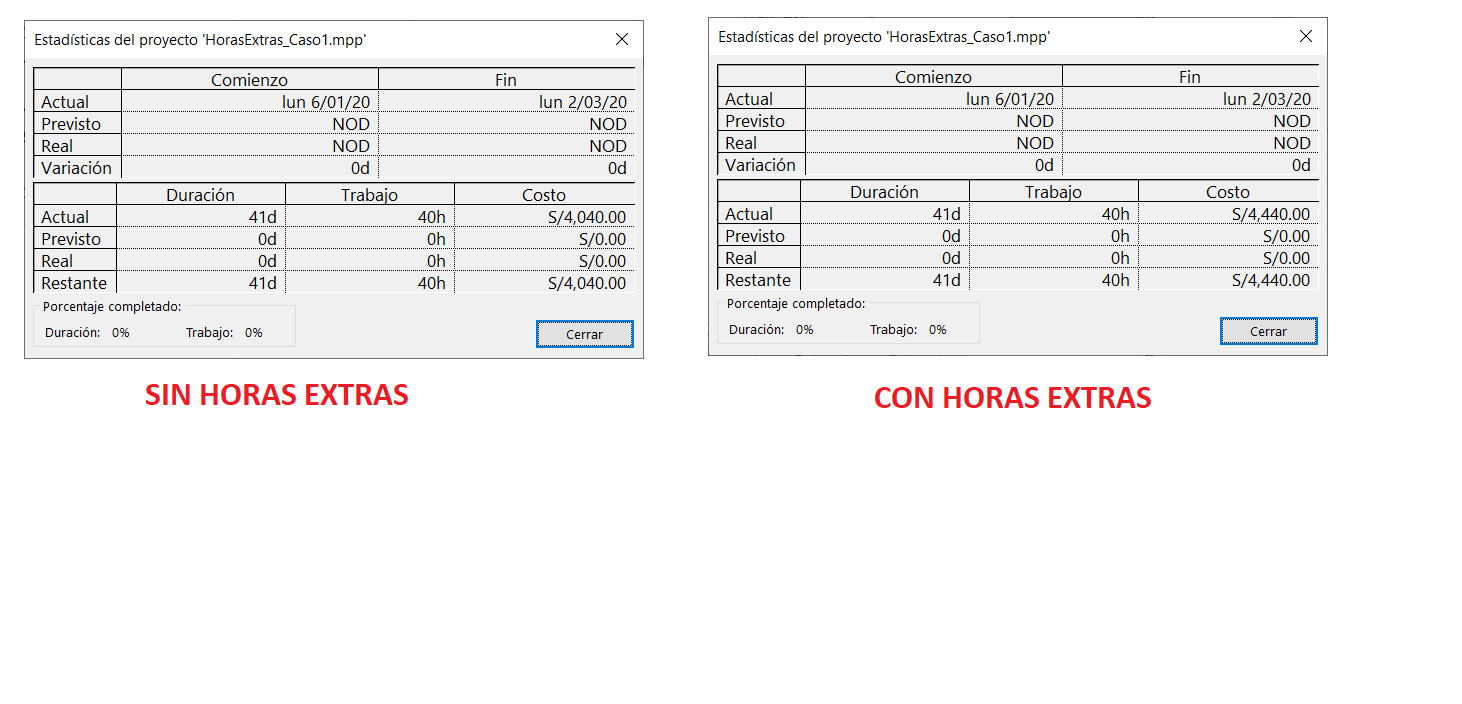 Estadísticas del proyecto 'HorasExtras_Caso1.mpp'
Comienzo Fin
Actual lun 6/01/20 lun 2/03/20
Previsto NOD NOD
Real NOD NOD
Variación 0d 0d
Duración Trabajo Costo
Actual 41d 40h S/4,040.00
Previsto 0d 0h S/0.00
Real 0d 0h S/0.00
Restante 41d 40h S/4,040.00
Porcentaje completado:
Duración: 0% Trabajo: 0%
Cerrar
SIN HORAS EXTRAS
Estadísticas del proyecto 'HorasExtras_Caso1.mpp'
Comienzo Fin
Actual lun 6/01/20 lun 2/03/20
Previsto NOD NOD
Real NOD NOD
Variación 0d 0d
Duración Trabajo Costo
Actual 41d 40h S/4,440.00
Previsto 0d 0h S/0.00
Real 0d 0h S/0.00
Restante 41d 40h S/4,440.00
Porcentaje completado:
Duración: 0% Trabajo: 0%
Cerrar
CON HORAS EXTRAS